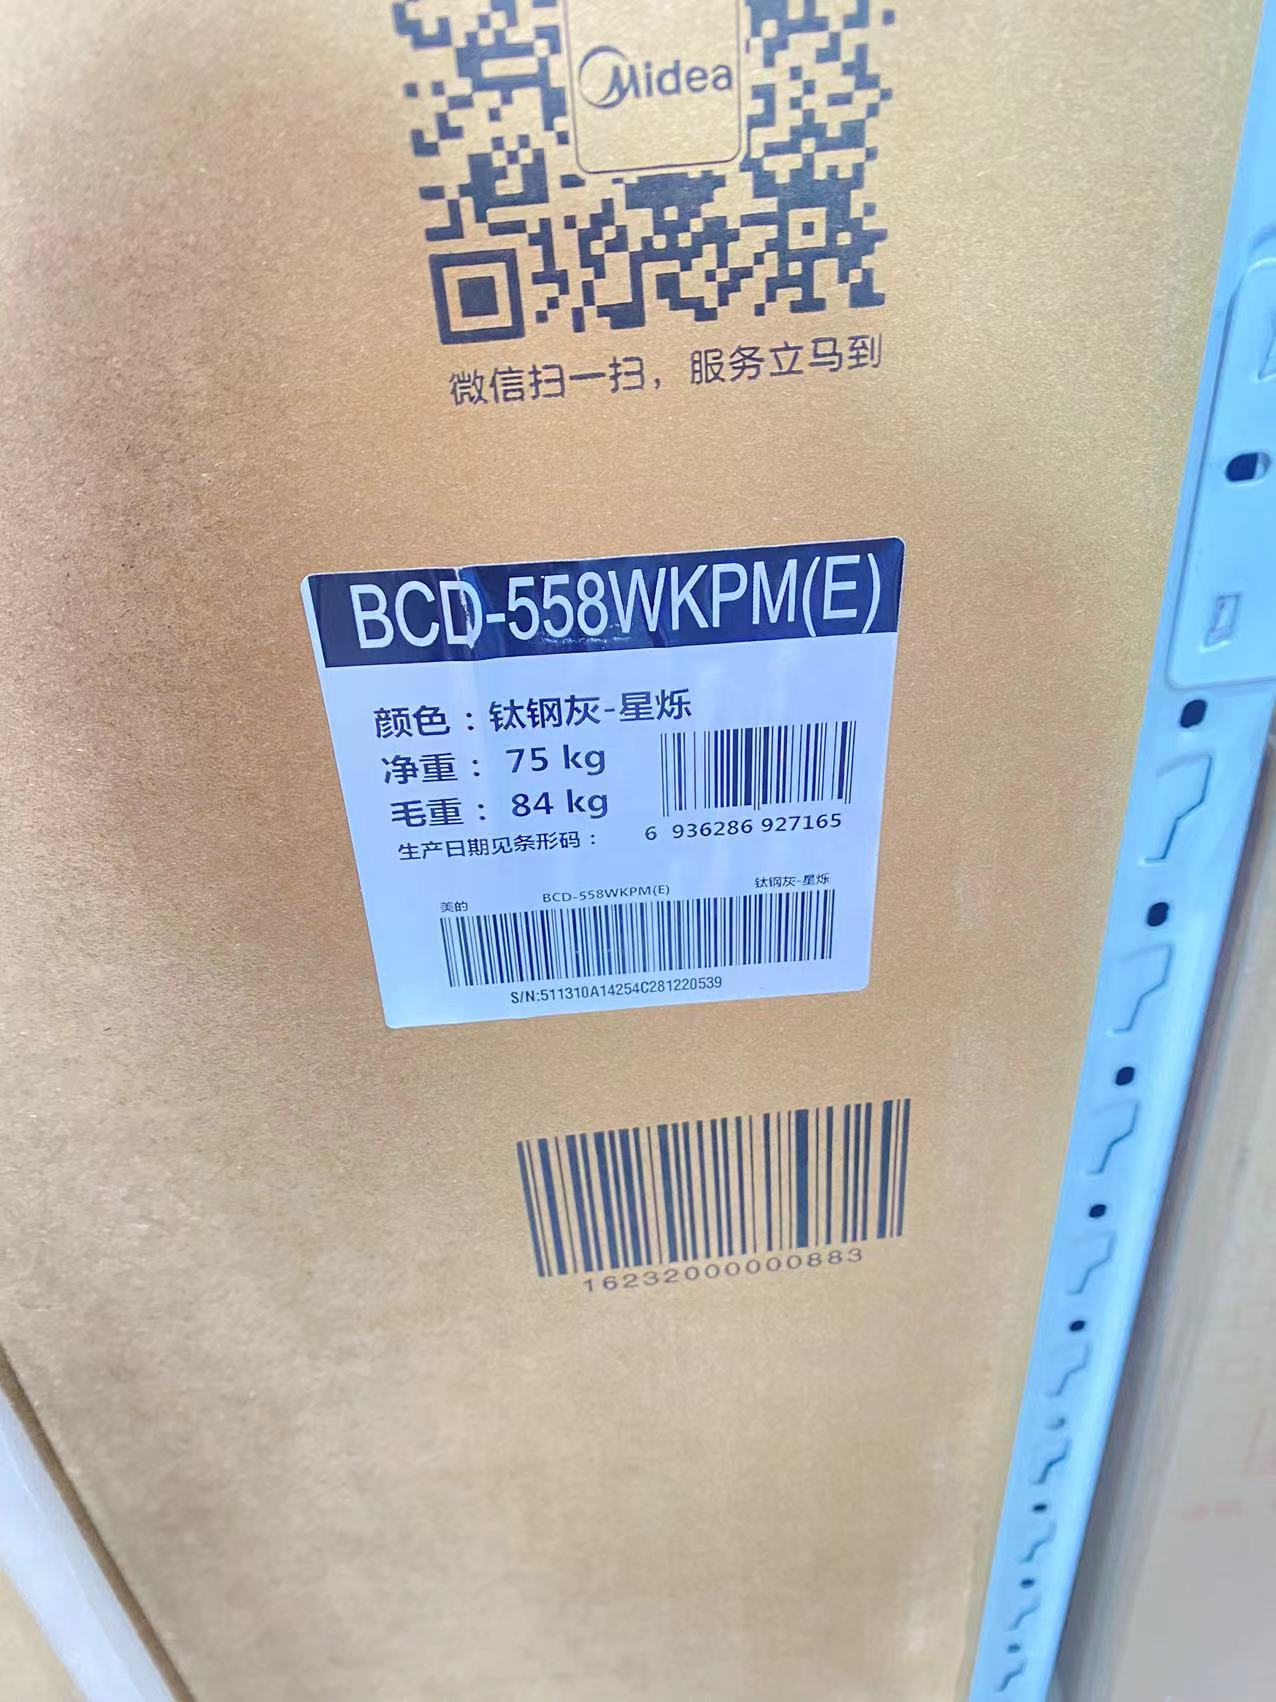 Midea
微信扫一扫，服务立马到
BCD-558WKPM(E)
颜色：钛钢灰-星烁
净重： 75 kg
毛重： 84 kg
生产日期见条形码：
6 936286 927165
美的 BCD-558WKPM(E) 钛钢灰-星烁
S/N:511310A14254C281220539
16232000000883